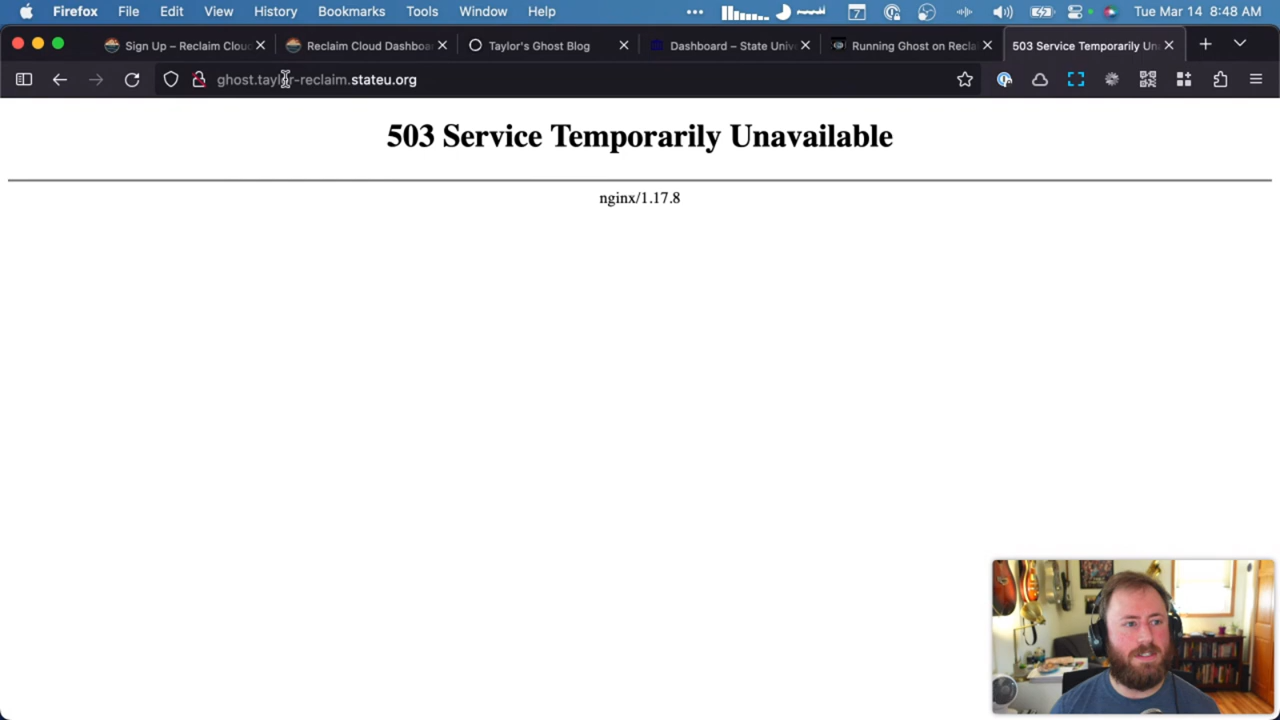 Firefox File Edit View History Bookmarks Tools Window Help ••• 7 Tue Mar 14 8:48 AM
Sign Up – Reclaim Clou Reclaim Cloud Dashboa Taylor's Ghost Blog Dashboard – State Univ Running Ghost on Recla 503 Service Temporarily Un
ghost.taylor-reclaim.stateu.org
503 Service Temporarily Unavailable
nginx/1.17.8